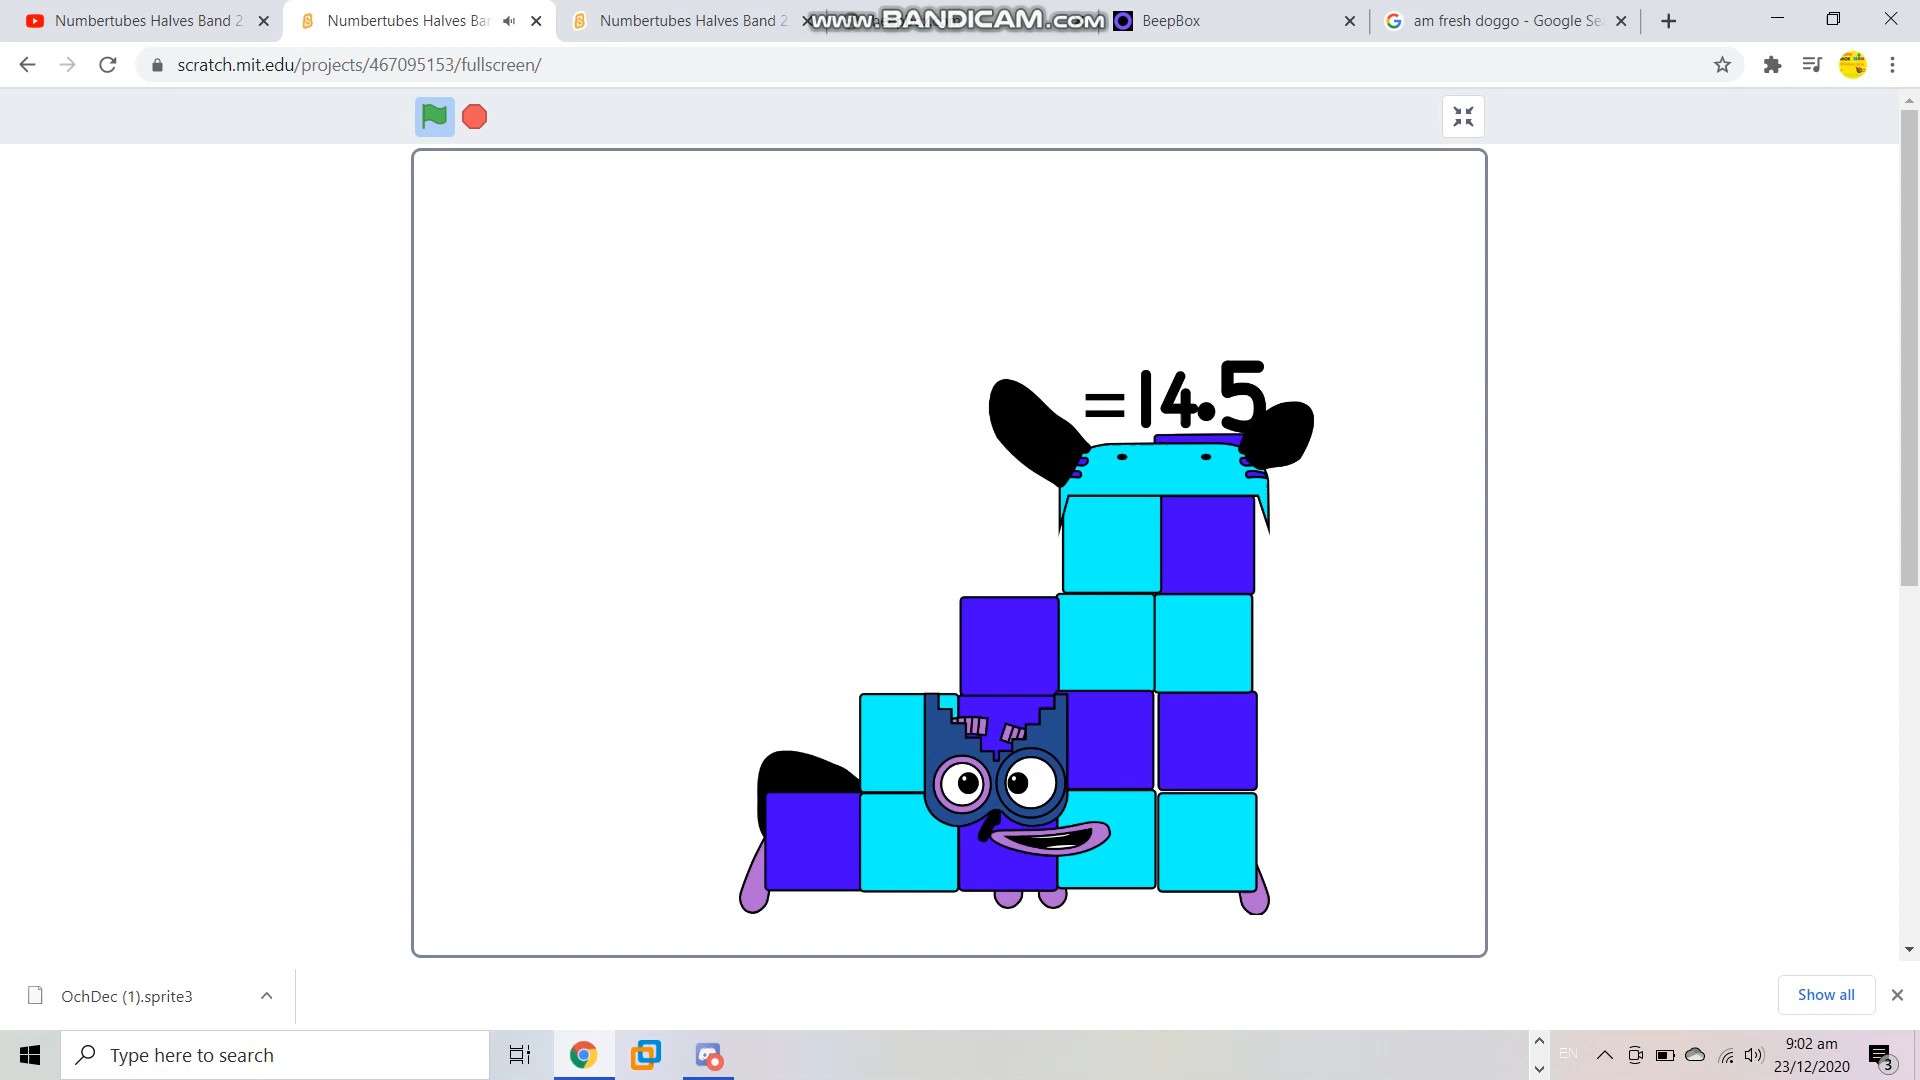 Numbertubes Halves Band 2
Numbertubes Halves Bar
Numbertubes Halves Band 2
www.BANDICAM.com
BeepBox
am fresh doggo - Google Se
scratch.mit.edu/projects/467095153/fullscreen/
=14.5
OchDec (1).sprite3
Show all
Type here to search
EN
9:02 am
23/12/2020
3